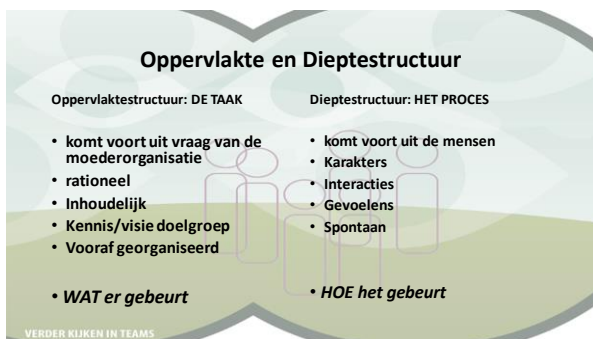 Oppervlakte en Dieptestructuur
Oppervlaktestructuur: DE TAAK
• komt voort uit vraag van de
moederorganisatie
• rationeel
• Inhoudelijk
• Kennis/visie doelgroep
• Vooraf georganiseerd
• WAT er gebeurt
Dieptestructuur: HET PROCES
• komt voort uit de mensen
• Karakters
• Interacties
• Gevoelens
• Spontaan
• HOE het gebeurt
VERDER KIJKEN IN TEAMS